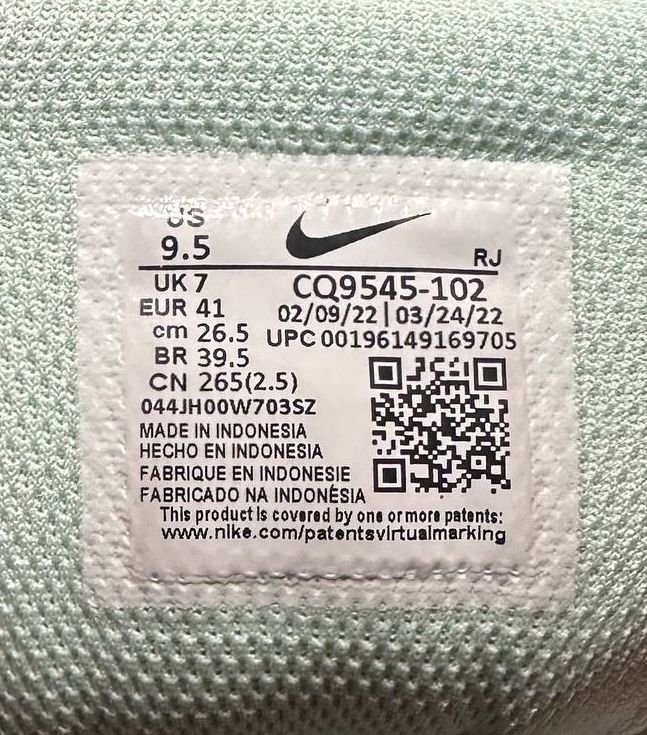 US
9.5
RJ
UK 7
CQ9545-102
EUR 41
02/09/22 | 03/24/22
cm 26.5
UPC 00196149169705
BR 39.5
CN 265(2.5)
044JH00W703SZ
MADE IN INDONESIA
HECHO EN INDONESIA
FABRIQUE EN INDONESIE
FABRICADO NA INDONÉSIA
This product is covered by one or more patents:
www.nike.com/patentsvirtualmarking